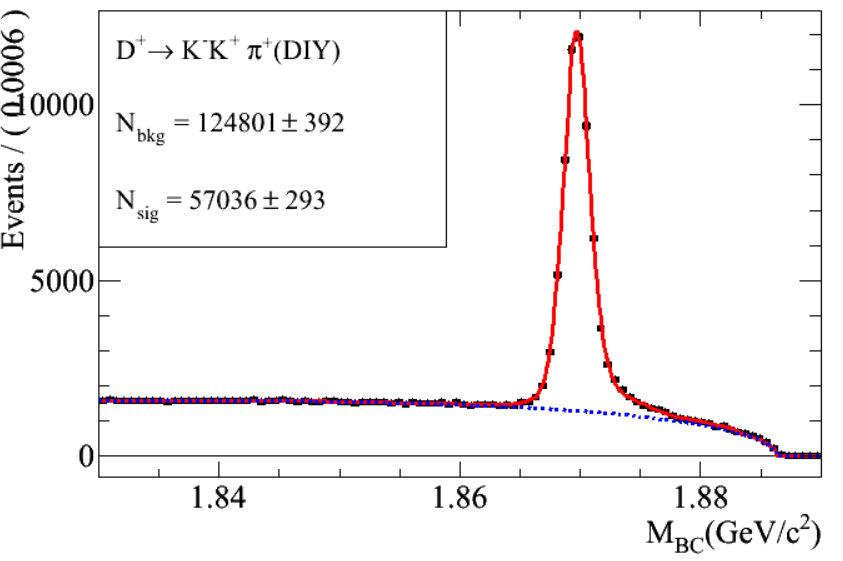 D⁺→ K⁻K⁺ π⁺(DIY)
N_bkg = 124801 ± 392
N_sig = 57036 ± 293
Events / ( 0.0006 )
10000
5000
0
1.84 1.86 1.88
M_BC(GeV/c²)